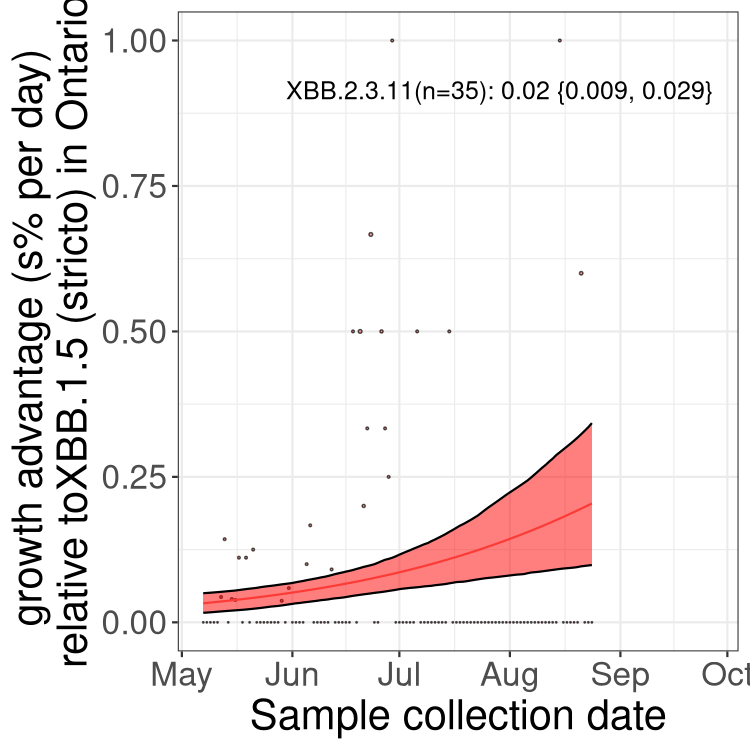 growth advantage (s% per day)
relative toXBB.1.5 (stricto) in Ontario
1.00
0.75
0.50
0.25
0.00
XBB.2.3.11(n=35): 0.02 {0.009, 0.029}
May Jun Jul Aug Sep Oct
Sample collection date